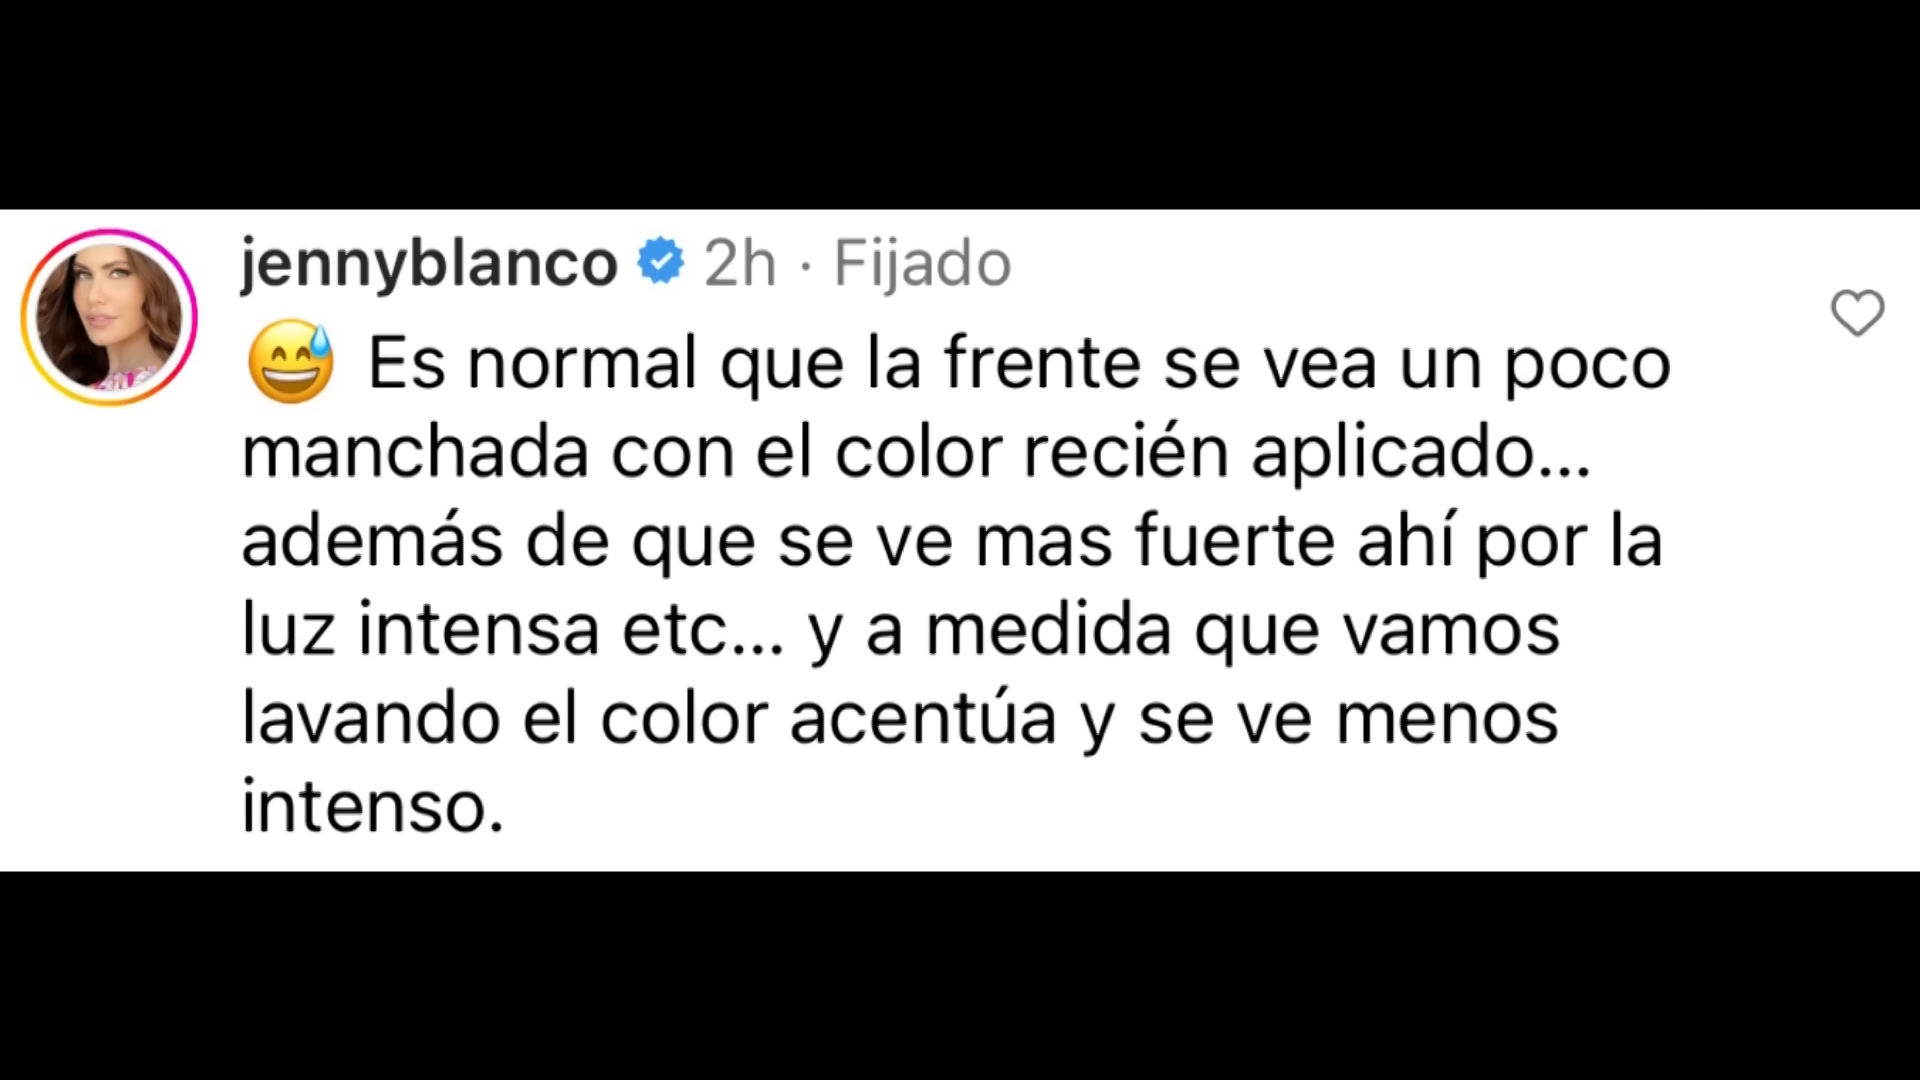 jennyblanco 2h · Fijado
😅 Es normal que la frente se vea un poco
manchada con el color recién aplicado...
además de que se ve mas fuerte ahí por la
luz intensa etc... y a medida que vamos
lavando el color acentúa y se ve menos
intenso.